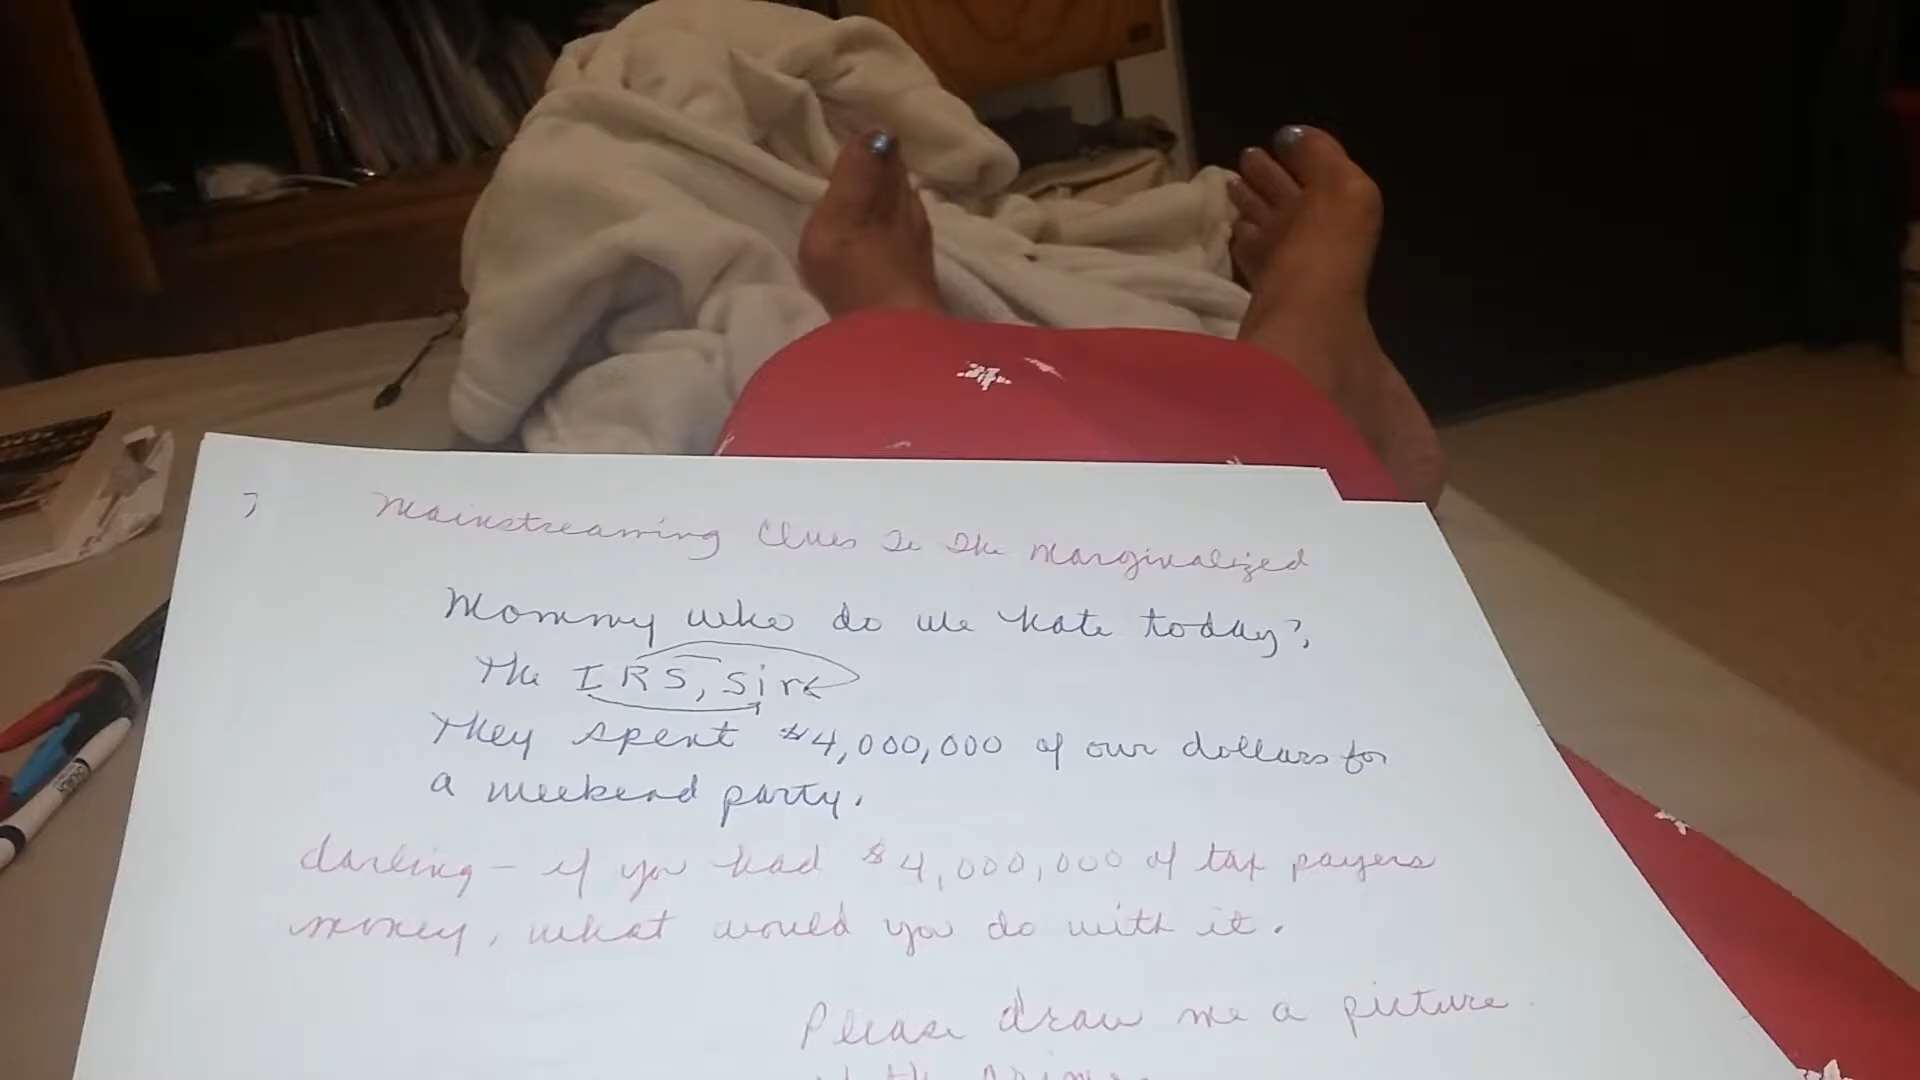 7 Mainstreaming Clues To The Marginalized
Mommy who do we hate today?,
The IRS, Sir
They spent $4,000,000 of our dollars for
a weekend party.
darling - if you had $4,000,000 of tax payers
money, what would you do with it.
Please draw me a picture